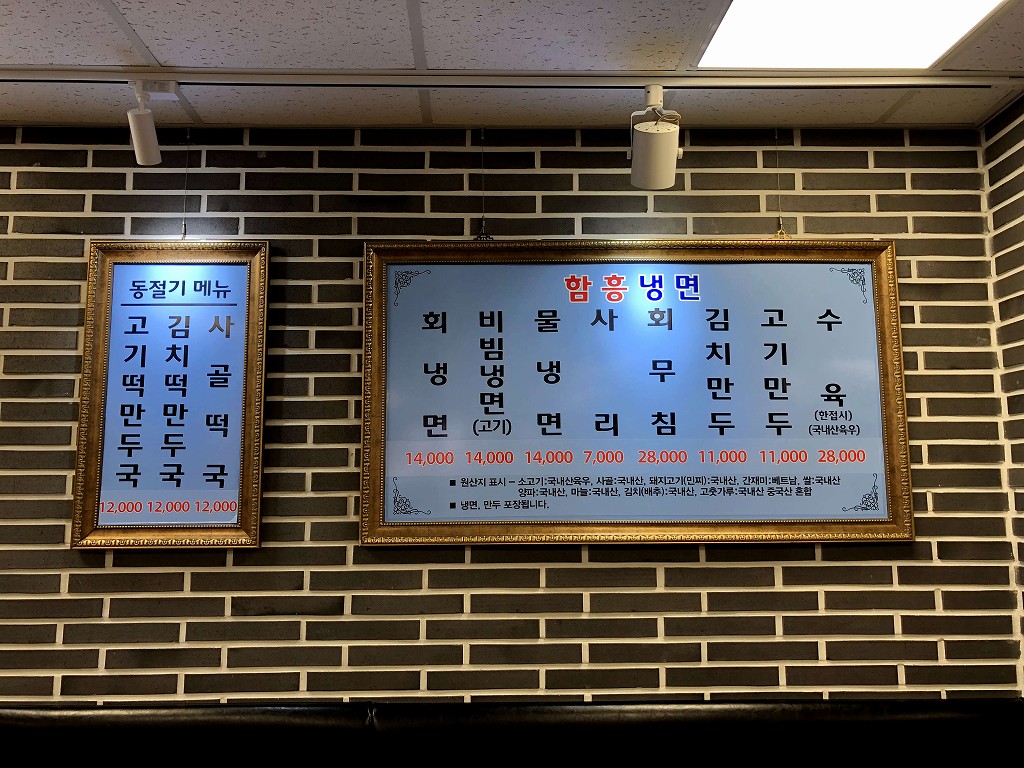 동절기 메뉴
고기떡만두국
김치떡만두국
사골떡국
12,000 12,000 12,000
함흥냉면
회냉면
비빔냉면(고기)
물냉면
사리
회무침
김치만두
고기만두
수육(한접시)(국내산육우)
14,000 14,000 14,000 7,000 28,000 11,000 11,000 28,000
■ 원산지 표시 - 소고기:국내산육우, 사골:국내산, 돼지고기(민찌):국내산, 간재미:베트남, 쌀:국내산
양파:국내산, 마늘:국내산, 김치(배추):국내산, 고춧가루:국내산 중국산 혼합
■ 냉면, 만두 포장됩니다.